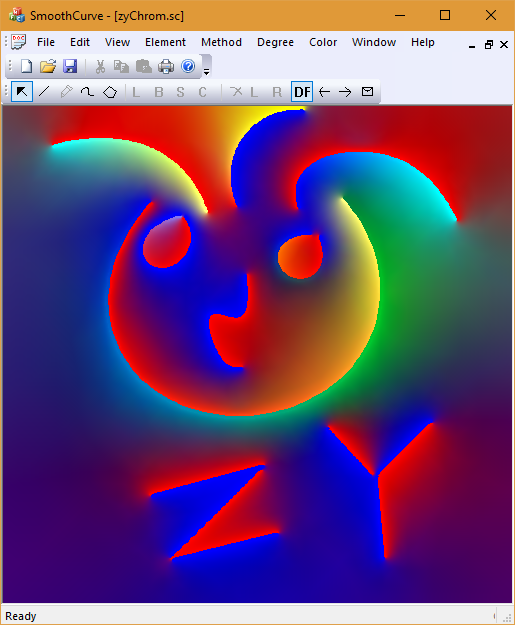 SmoothCurve - [zyChrom.sc]
File Edit View Element Method Degree Color Window Help
L B S C L R DF
Z Y
Ready